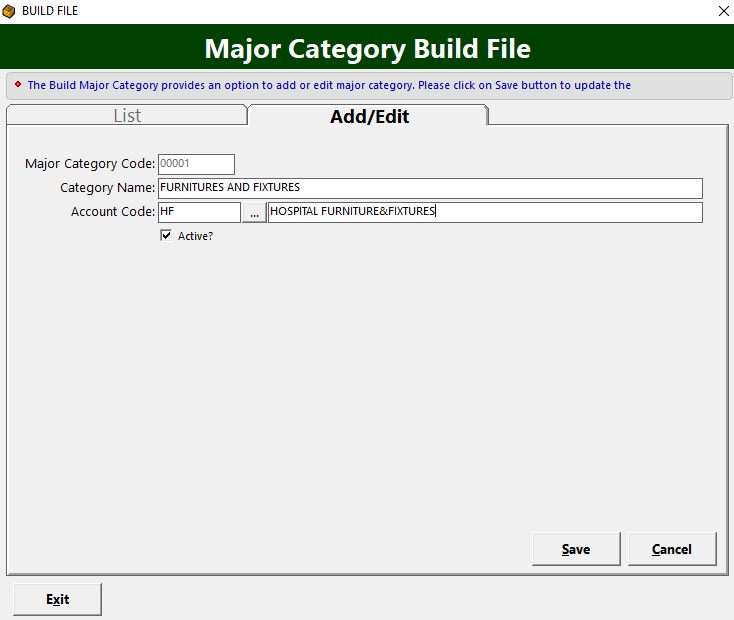 BUILD FILE
Major Category Build File
The Build Major Category provides an option to add or edit major category. Please click on Save button to update the
List
Add/Edit
Major Category Code: 00001
Category Name: FURNITURES AND FIXTURES
Account Code: HF ... HOSPITAL FURNITURE&FIXTURES
Active?
Save Cancel
Exit